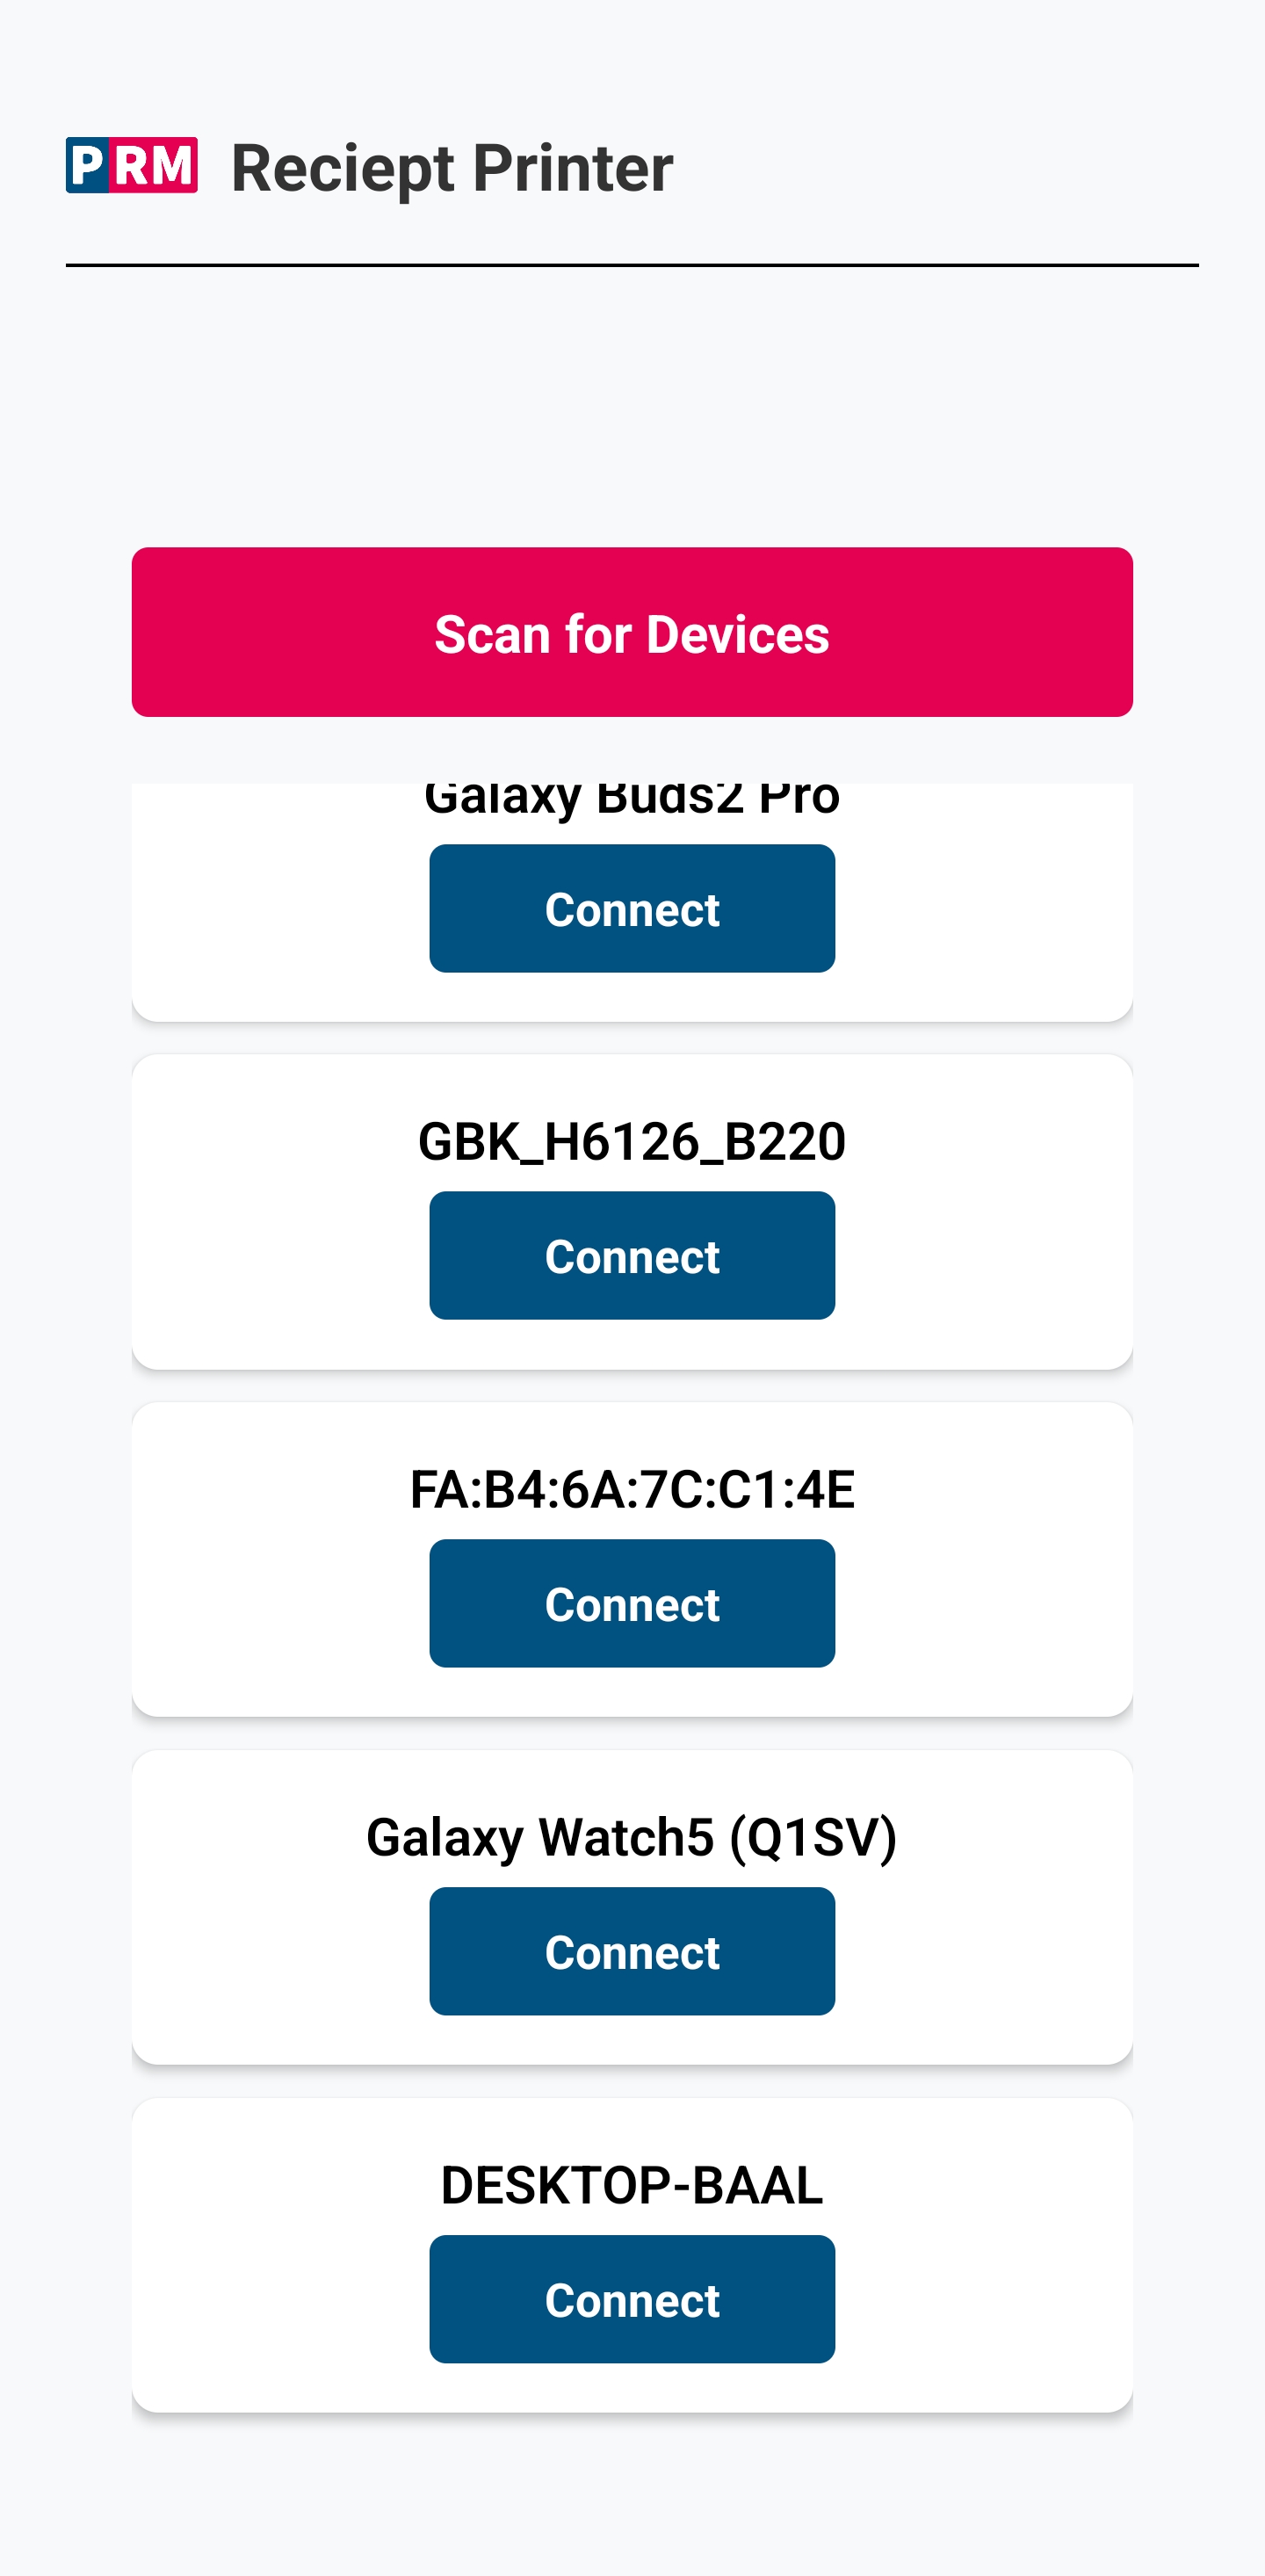 PRM Reciept Printer
Scan for Devices
Galaxy Buds2 Pro
Connect
GBK_H6126_B220
Connect
FA:B4:6A:7C:C1:4E
Connect
Galaxy Watch5 (Q1SV)
Connect
DESKTOP-BAAL
Connect